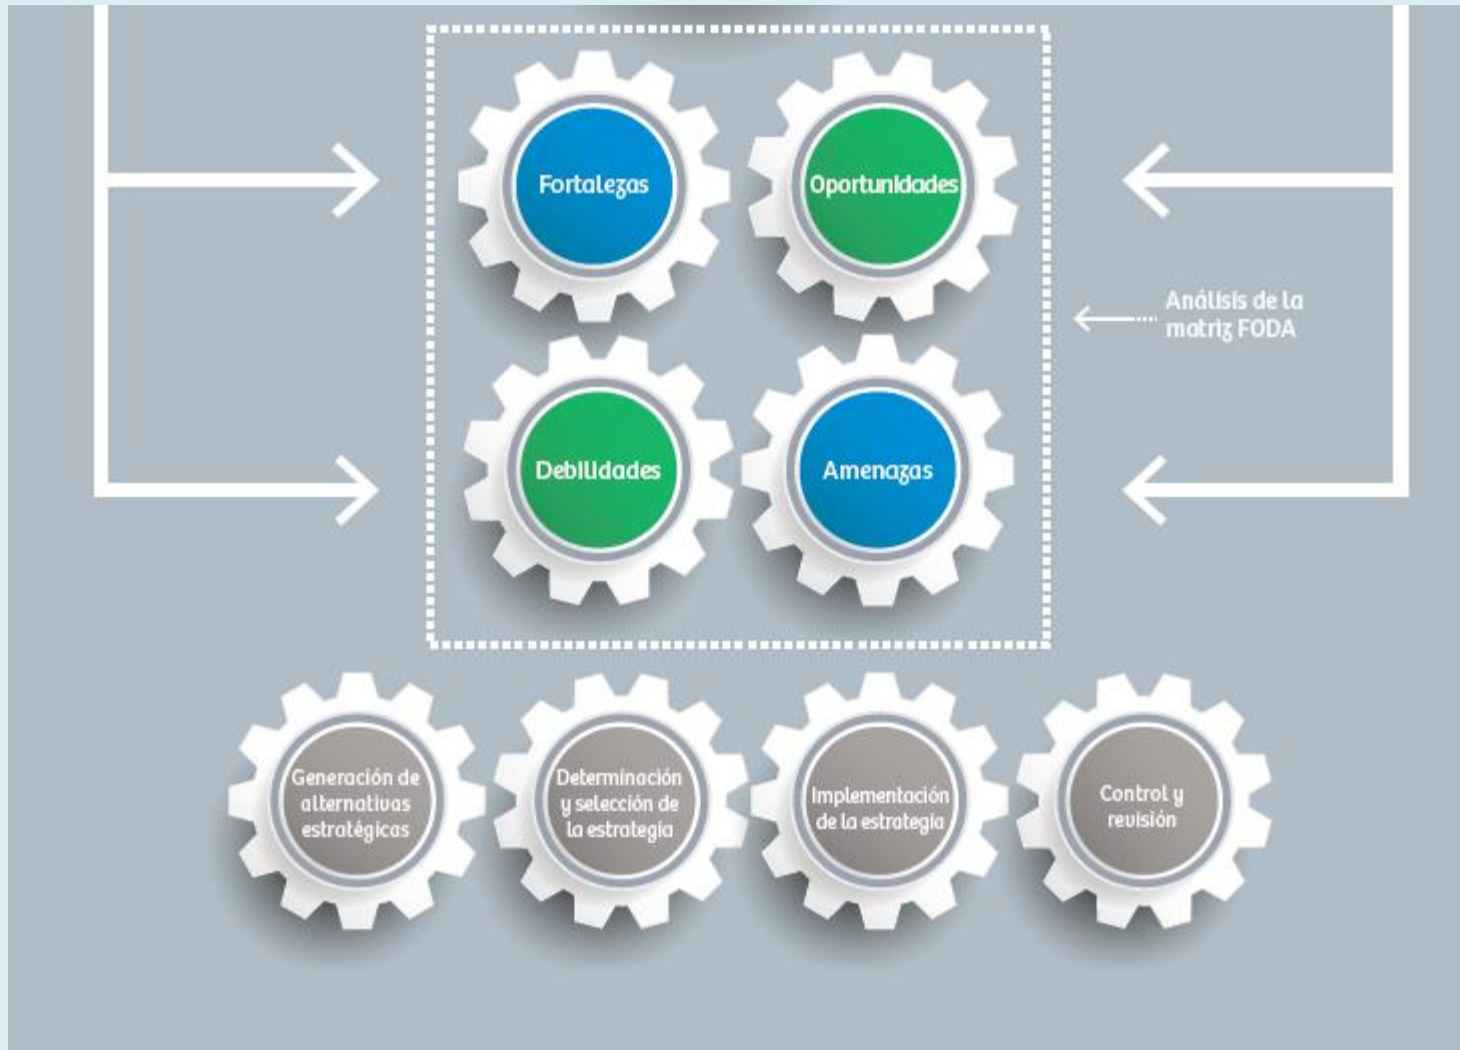 Fortalezas
Oportunidades
Análisis de la
matriz FODA
Debilidades
Amenazas
Generación de
alternativas
estratégicas
Determinación
y selección de
la estrategia
Implementación
de la estrategia
Control y
revisión